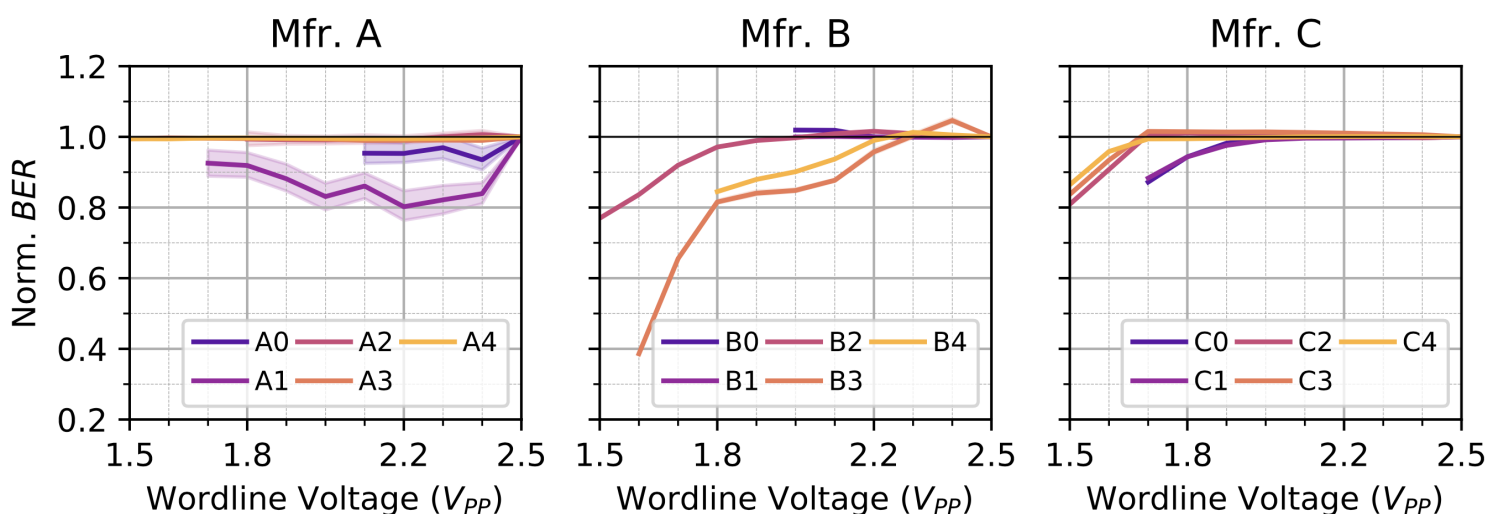 Mfr. A
Mfr. B
Mfr. C
Norm. BER
1.2
1.0
0.8
0.6
0.4
0.2
A0 A2 A4
A1 A3
B0 B2 B4
B1 B3
C0 C2 C4
C1 C3
1.5 1.8 2.2 2.5
1.5 1.8 2.2 2.5
1.5 1.8 2.2 2.5
Wordline Voltage (VPP)
Wordline Voltage (VPP)
Wordline Voltage (VPP)